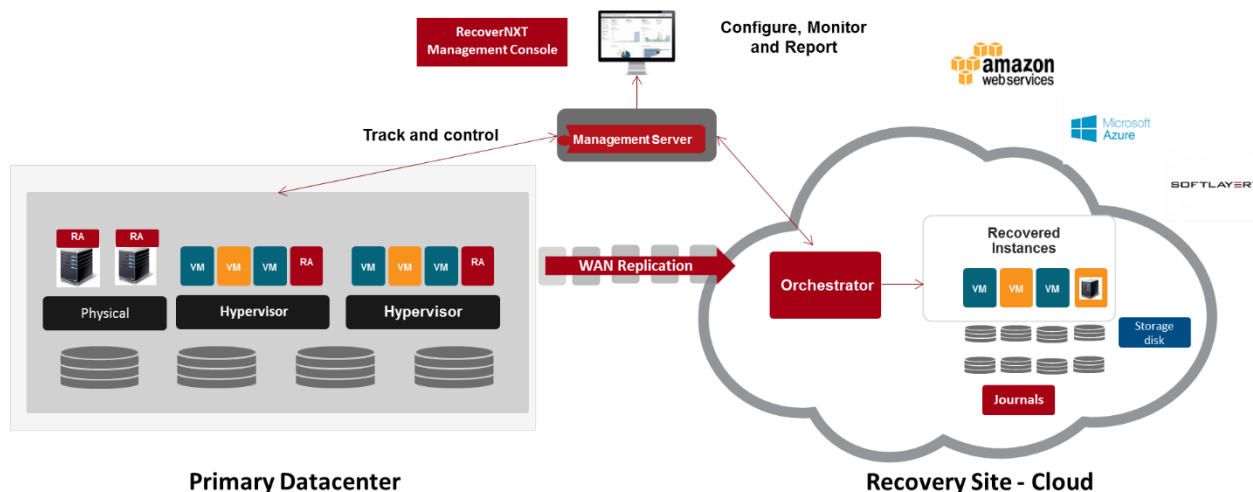 RecoverNXT
Management Console
Configure, Monitor
and Report
amazon
web services
Microsoft
Azure
SOFTLAYER
Track and control
Management Server
RA
RA
VM
VM
VM
RA
VM
VM
VM
RA
Physical
Hypervisor
Hypervisor
WAN Replication
Orchestrator
Recovered
Instances
VM
VM
VM
Storage
disk
Journals
Primary Datacenter
Recovery Site - Cloud